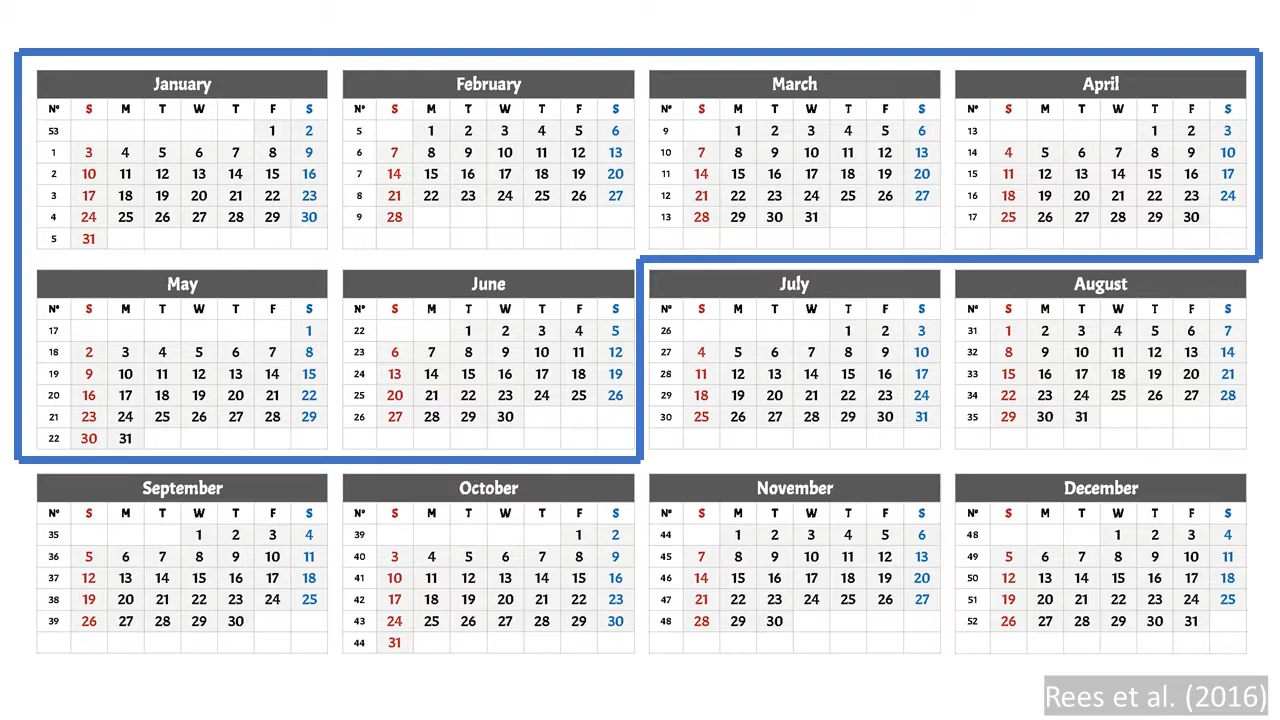 January
Nº S M T W T F S
53 1 2
1 3 4 5 6 7 8 9
2 10 11 12 13 14 15 16
3 17 18 19 20 21 22 23
4 24 25 26 27 28 29 30
5 31
February
Nº S M T W T F S
5 1 2 3 4 5 6
6 7 8 9 10 11 12 13
7 14 15 16 17 18 19 20
8 21 22 23 24 25 26 27
9 28
March
Nº S M T W T F S
9 1 2 3 4 5 6
10 7 8 9 10 11 12 13
11 14 15 16 17 18 19 20
12 21 22 23 24 25 26 27
13 28 29 30 31
April
Nº S M T W T F S
13 1 2 3
14 4 5 6 7 8 9 10
15 11 12 13 14 15 16 17
16 18 19 20 21 22 23 24
17 25 26 27 28 29 30
May
Nº S M T W T F S
17 1
18 2 3 4 5 6 7 8
19 9 10 11 12 13 14 15
20 16 17 18 19 20 21 22
21 23 24 25 26 27 28 29
22 30 31
June
Nº S M T W T F S
22 1 2 3 4 5
23 6 7 8 9 10 11 12
24 13 14 15 16 17 18 19
25 20 21 22 23 24 25 26
26 27 28 29 30
July
Nº S M T W T F S
26 1 2 3
27 4 5 6 7 8 9 10
28 11 12 13 14 15 16 17
29 18 19 20 21 22 23 24
30 25 26 27 28 29 30 31
August
Nº S M T W T F S
31 1 2 3 4 5 6 7
32 8 9 10 11 12 13 14
33 15 16 17 18 19 20 21
34 22 23 24 25 26 27 28
35 29 30 31
September
Nº S M T W T F S
35 1 2 3 4
36 5 6 7 8 9 10 11
37 12 13 14 15 16 17 18
38 19 20 21 22 23 24 25
39 26 27 28 29 30
October
Nº S M T W T F S
39 1 2
40 3 4 5 6 7 8 9
41 10 11 12 13 14 15 16
42 17 18 19 20 21 22 23
43 24 25 26 27 28 29 30
44 31
November
Nº S M T W T F S
44 1 2 3 4 5 6
45 7 8 9 10 11 12 13
46 14 15 16 17 18 19 20
47 21 22 23 24 25 26 27
48 28 29 30
December
Nº S M T W T F S
48 1 2 3 4
49 5 6 7 8 9 10 11
50 12 13 14 15 16 17 18
51 19 20 21 22 23 24 25
52 26 27 28 29 30 31
Rees et al. (2016)